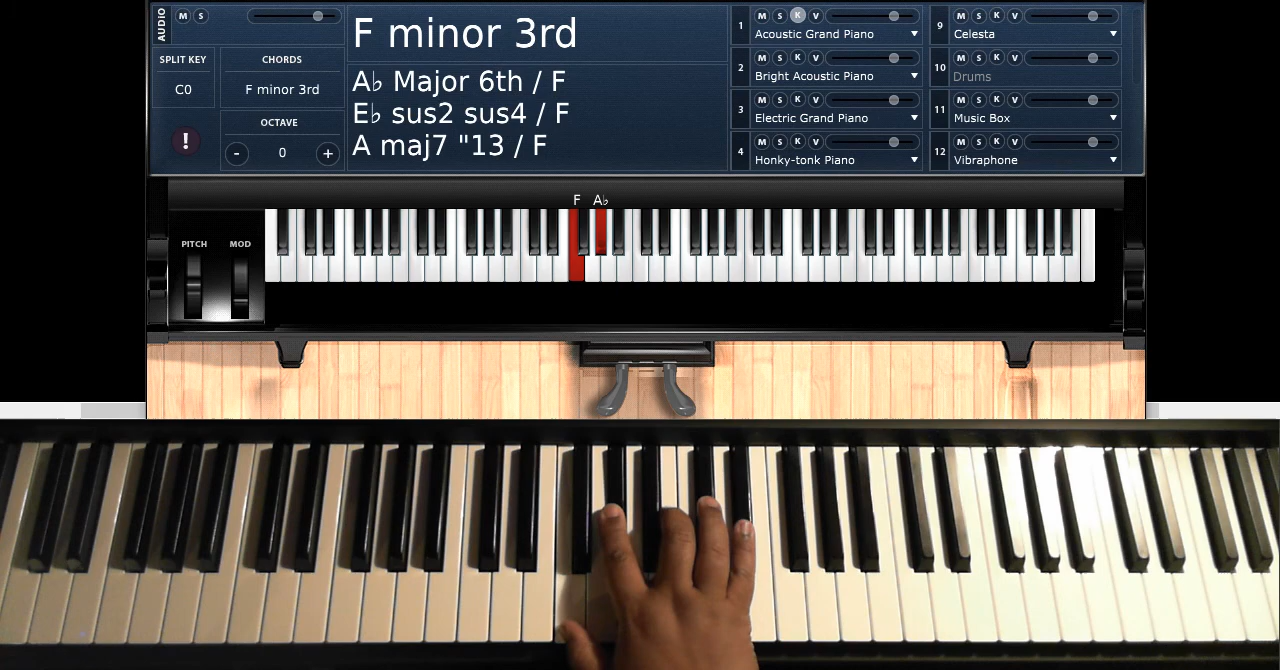 AUDIO
M S
SPLIT KEY
C0
!
CHORDS
F minor 3rd
OCTAVE
- 0 +
F minor 3rd
A♭ Major 6th / F
E♭ sus2 sus4 / F
A maj7 "13 / F
1 M S K V
Acoustic Grand Piano
2 M S K V
Bright Acoustic Piano
3 M S K V
Electric Grand Piano
4 M S K V
Honky-tonk Piano
9 M S K V
Celesta
10 M S K V
Drums
11 M S K V
Music Box
12 M S K V
Vibraphone
F A♭
PITCH MOD